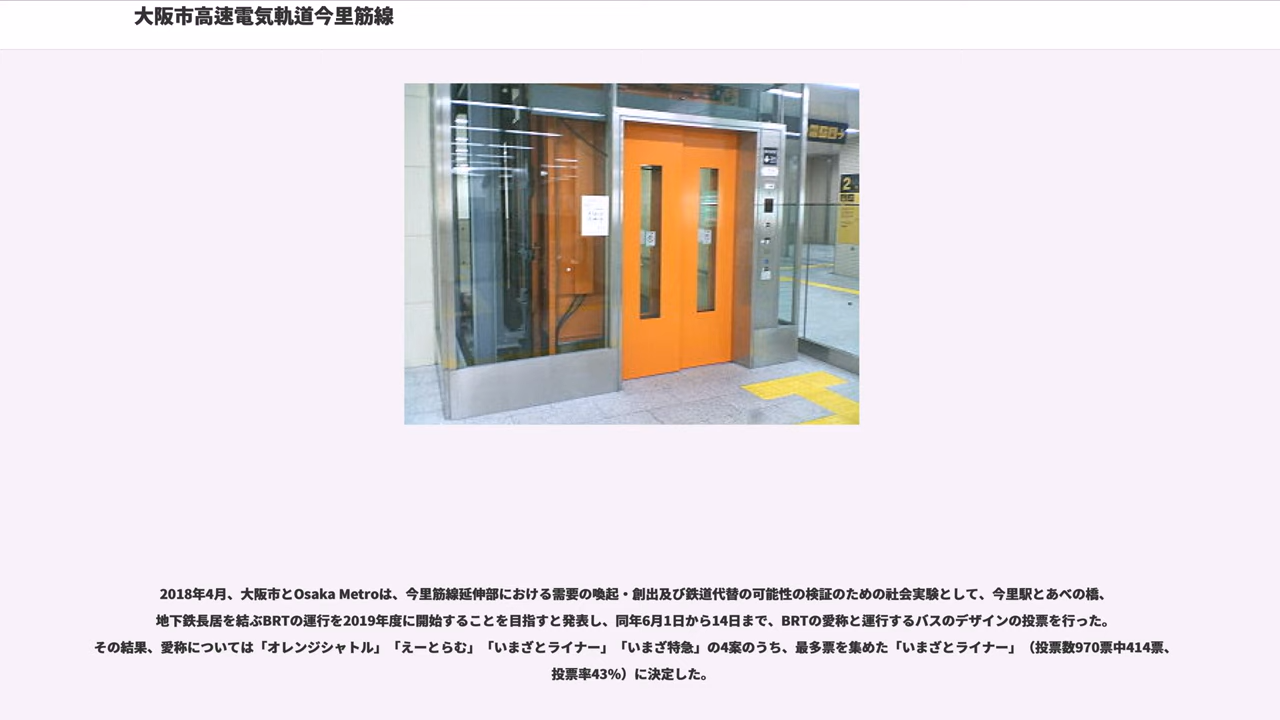 大阪市高速電気軌道今里筋線
2
2018年4月、大阪市とOsaka Metroは、今里筋線延伸部における需要の喚起・創出及び鉄道代替の可能性の検証のための社会実験として、今里駅とあべの橋、
地下鉄長居を結ぶBRTの運行を2019年度に開始することを目指すと発表し、同年6月1日から14日まで、BRTの愛称と運行するバスのデザインの投票を行った。
その結果、愛称については「オレンジシャトル」「えーとらむ」「いまざとライナー」「いまざ特急」の4案のうち、最多票を集めた「いまざとライナー」（投票数970票中414票、
投票率43%）に決定した。